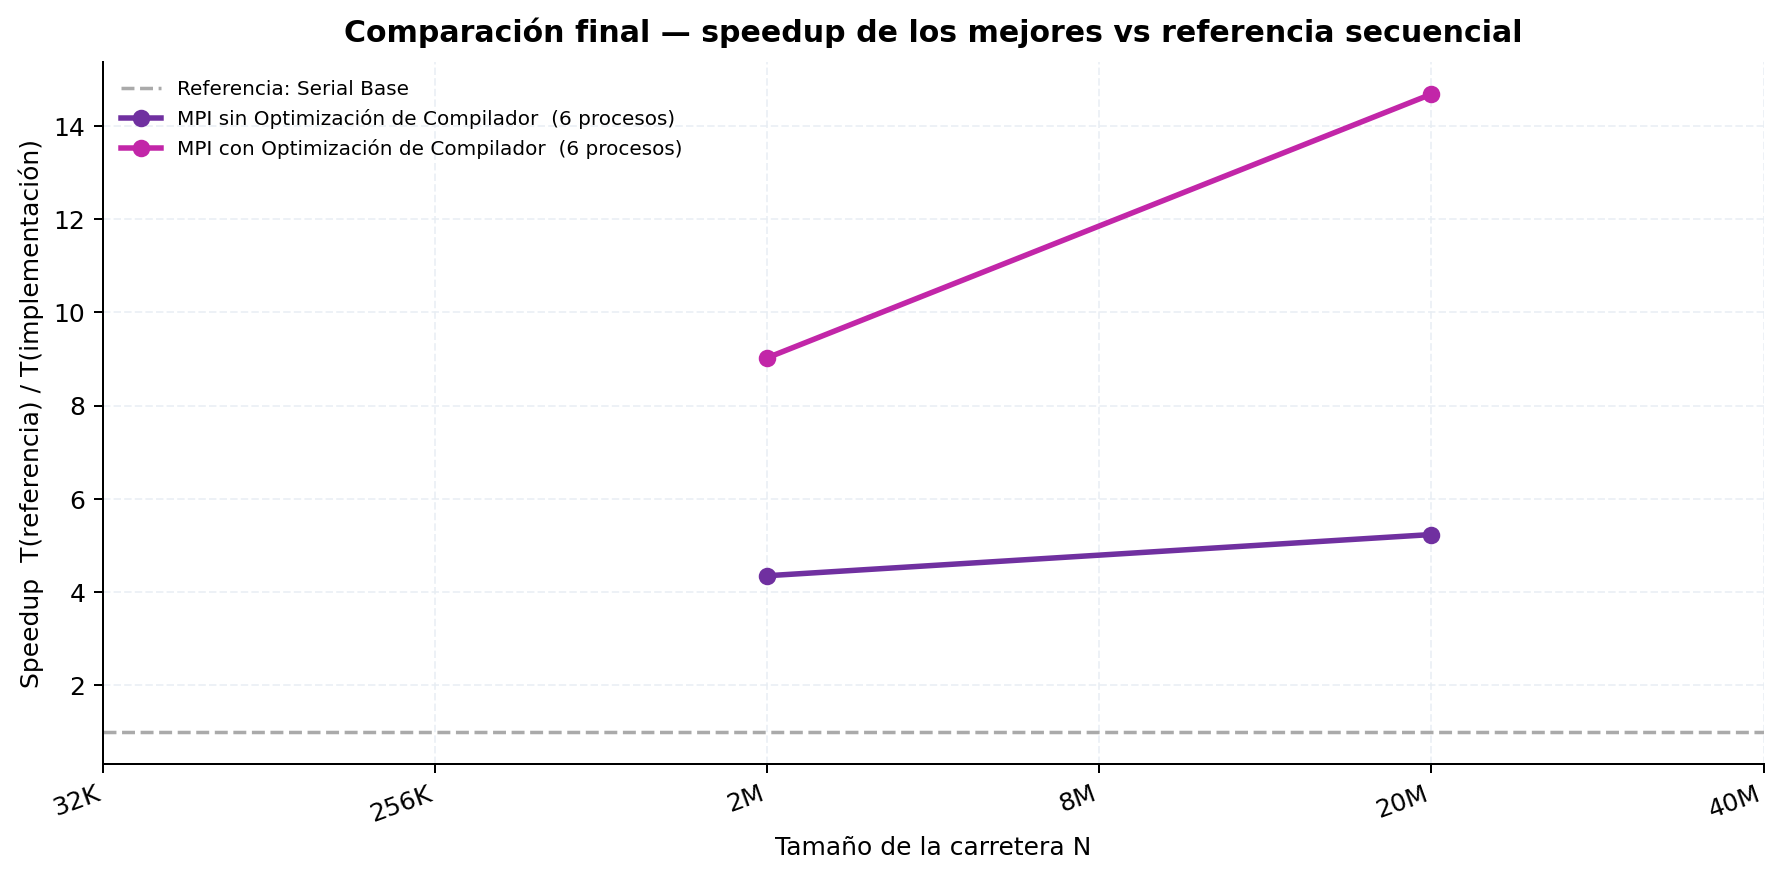 Comparación final — speedup de los mejores vs referencia secuencial
Referencia: Serial Base
MPI sin Optimización de Compilador (6 procesos)
MPI con Optimización de Compilador (6 procesos)
Speedup T(referencia) / T(implementación)
14
12
10
8
6
4
2
32K
256K
2M
8M
20M
40M
Tamaño de la carretera N